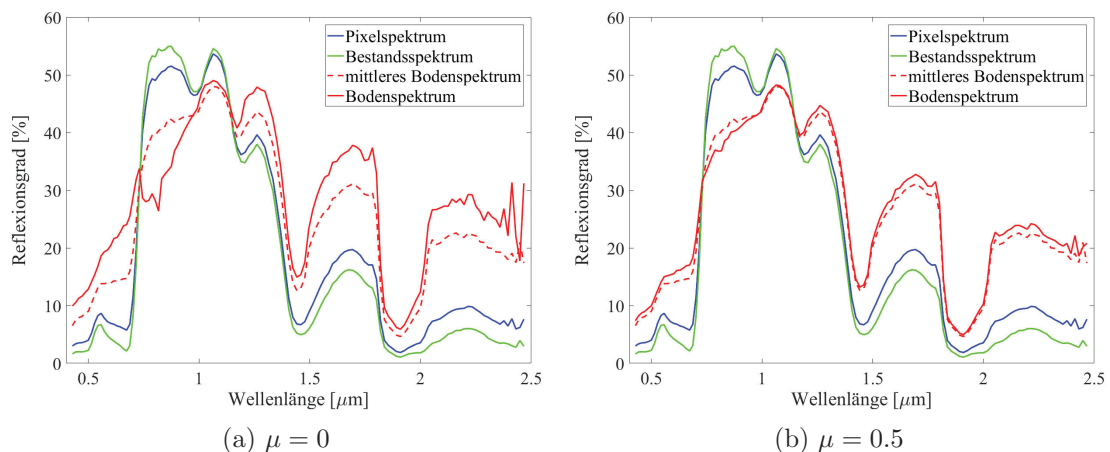 60
50
40
30
20
10
0
Reflexionsgrad [%]
Pixelspektrum
Bestandsspektrum
mittleres Bodenspektrum
Bodenspektrum
0.5
1
1.5
2
2.5
Wellenlänge [μm]
(a) μ = 0
60
50
40
30
20
10
0
Reflexionsgrad [%]
Pixelspektrum
Bestandsspektrum
mittleres Bodenspektrum
Bodenspektrum
0.5
1
1.5
2
2.5
Wellenlänge [μm]
(b) μ = 0.5